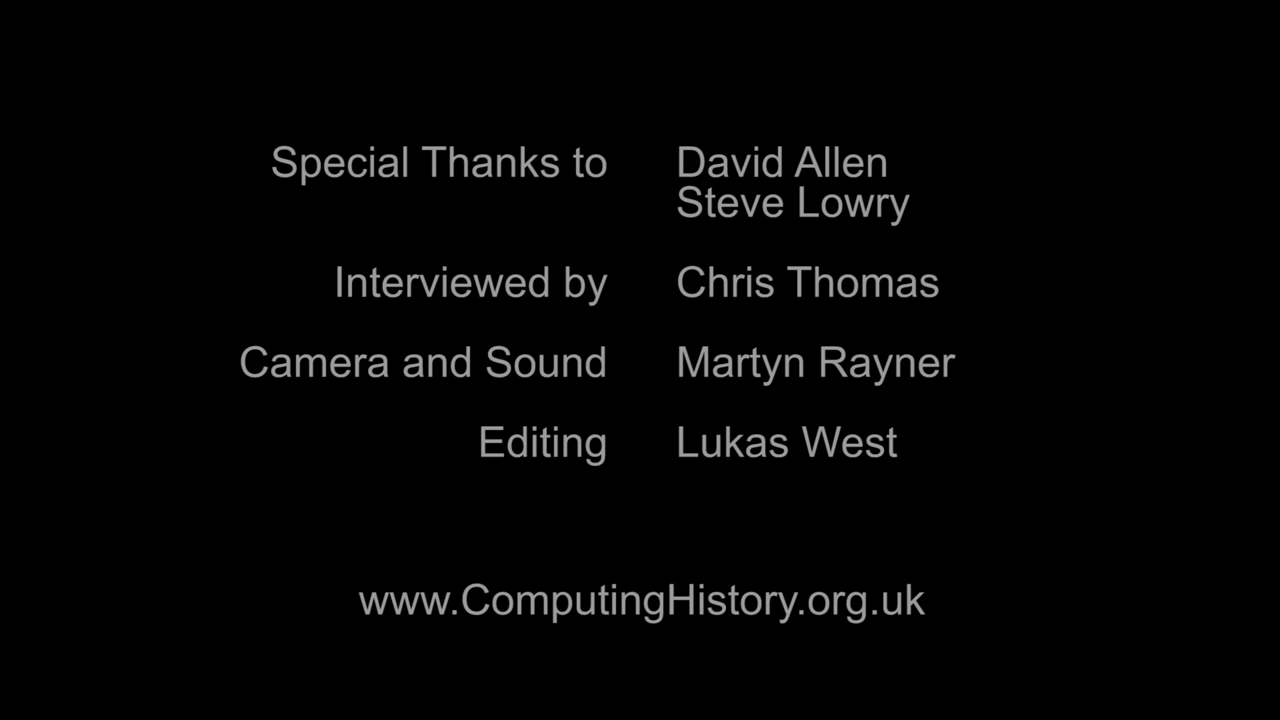 Special Thanks to David Allen
Steve Lowry
Interviewed by Chris Thomas
Camera and Sound Martyn Rayner
Editing Lukas West
www.ComputingHistory.org.uk